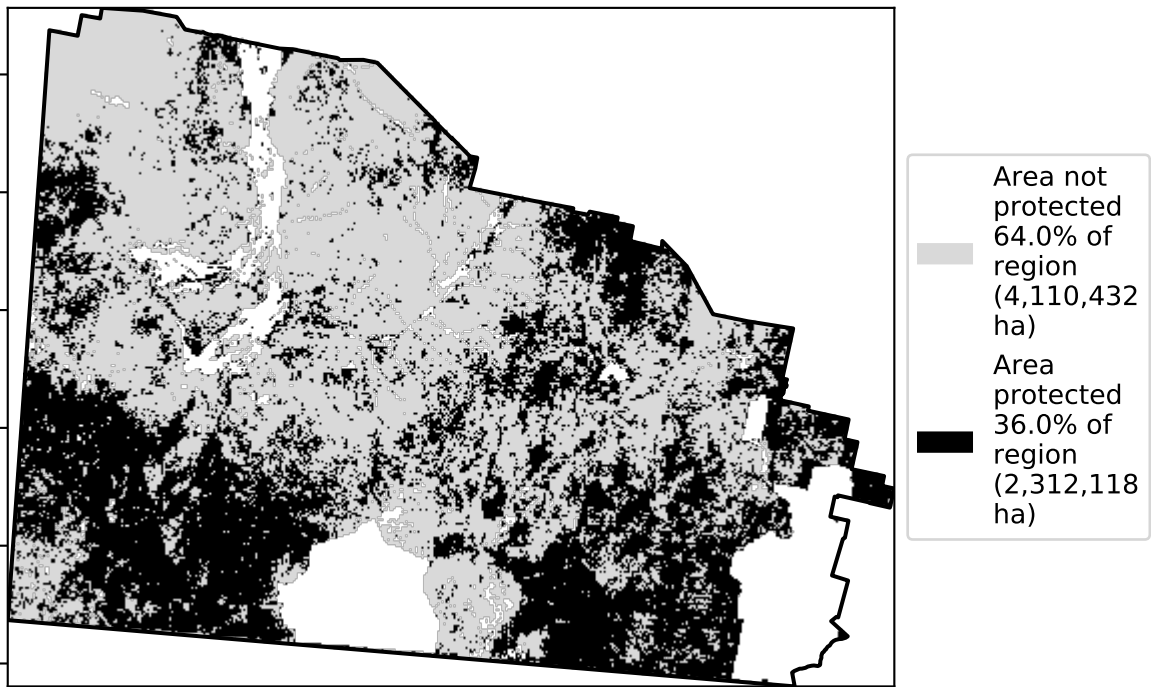 Area not
protected
64.0% of
region
(4,110,432
ha)
Area
protected
36.0% of
region
(2,312,118
ha)